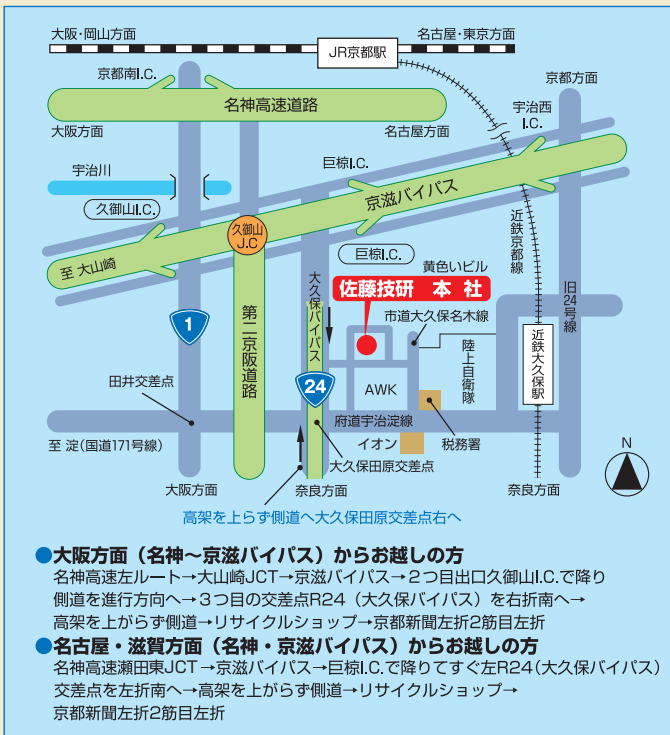 大阪・岡山方面
名古屋・東京方面
JR京都駅
京都南I.C.
京都方面
名神高速道路
宇治西
I.C.
大阪方面
名古屋方面
宇治川
巨椋I.C.
久御山I.C.
京滋バイパス
久御山
J.C
巨椋I.C.
近鉄京都線
至 大山崎
黄色いビル
佐藤技研 本 社
大久保バイパス
市道大久保名木線
旧24号線
1
第二京阪道路
陸上自衛隊
近鉄大久保駅
24
田井交差点
AWK
府道宇治淀線
至 淀(国道171号線)
イオン
税務署
大久保田原交差点
N
大阪方面
奈良方面
奈良方面
高架を上らず側道へ大久保田原交差点右へ
●大阪方面（名神～京滋バイパス）からお越しの方
名神高速左ルート→大山崎JCT→京滋バイパス→２つ目出口久御山I.C.で降り
側道を進行方向へ→３つ目の交差点R24（大久保バイパス）を右折南へ→
高架を上がらず側道→リサイクルショップ→京都新聞左折2筋目左折
●名古屋・滋賀方面（名神・京滋バイパス）からお越しの方
名神高速瀬田東JCT→京滋バイパス→巨椋I.C.で降りてすぐ左R24(大久保バイパス)
交差点を左折南へ→高架を上がらず側道→リサイクルショップ→
京都新聞左折2筋目左折